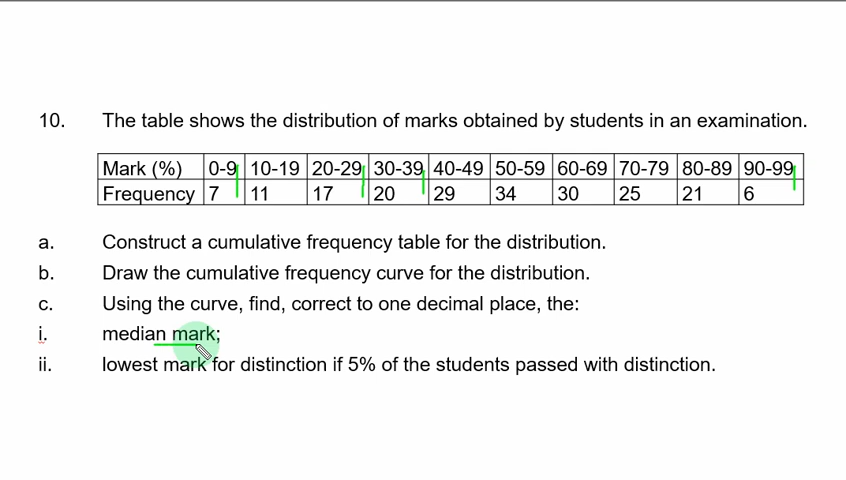 10. The table shows the distribution of marks obtained by students in an examination.
Mark (%) 0-9 10-19 20-29 30-39 40-49 50-59 60-69 70-79 80-89 90-99
Frequency 7 11 17 20 29 34 30 25 21 6
a. Construct a cumulative frequency table for the distribution.
b. Draw the cumulative frequency curve for the distribution.
c. Using the curve, find, correct to one decimal place, the:
i. median mark;
ii. lowest mark for distinction if 5% of the students passed with distinction.